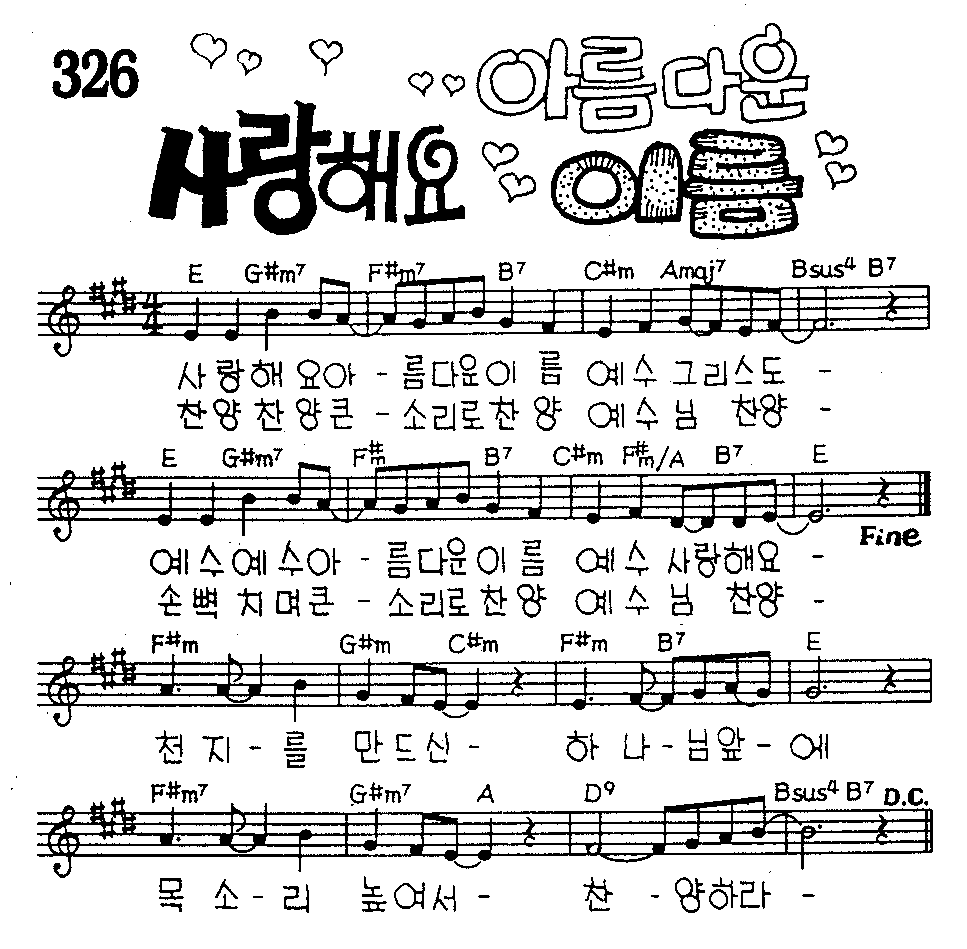 326
사랑해요 아름다운 이름
E G#m7 F#m7 B7 C#m Amaj7 Bsus4 B7
사 랑 해 요 아 - 름 다 운 이 름 예 수 그 리 스 도 -
찬 양 찬 양 큰 - 소 리 로 찬 양 예 수 님 찬양 -
E G#m7 F#m B7 C#m F#m/A B7 E
Fine
예 수 예 수 아 - 름 다 운 이 름 예 수 사 랑 해 요 -
손 뼉 치 며 큰 - 소 리 로 찬 양 예 수 님 찬양 -
F#m G#m C#m F#m B7 E
천 지 - 를 만 드 신 - 하 나 - 님 앞 - 에
F#m7 G#m7 A D9 Bsus4 B7 D.C.
목 소 - 리 높 여 서 - 찬 - 양 하 라 -